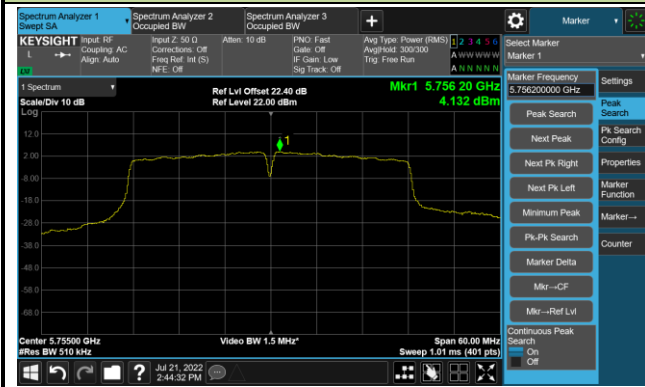 Spectrum Analyzer 1
Swept SA
Spectrum Analyzer 2
Occupied BW
Spectrum Analyzer 3
Occupied BW
Marker
KEYSIGHT
L
LW
Input: RF
Coupling: AC
Align: Auto
Input Z: 50 Ω
Corrections: Off
Freq Ref: Int (S)
NFE: Off
Atten: 10 dB
PNO: Fast
Gate: Off
IF Gain: Low
Sig Track: Off
Avg Type: Power (RMS)
Avg|Hold: 300/300
Trig: Free Run
1 2 3 4 5 6
A W W W W W
A N N N N N
Select Marker
Marker 1
1 Spectrum
Scale/Div 10 dB
Log
Ref Lvl Offset 22.40 dB
Ref Level 22.00 dBm
Mkr1 5.756 20 GHz
4.132 dBm
Marker Frequency
5.756200000 GHz
Peak Search
Next Peak
Next Pk Right
Next Pk Left
Minimum Peak
Pk-Pk Search
Marker Delta
Mkr→CF
Mkr→Ref Lvl
Continuous Peak
Search
On
Off
Settings
Peak
Search
Pk Search
Config
Properties
Marker
Function
Marker→
Counter
1
12.0
2.00
-8.00
-18.0
-28.0
-38.0
-48.0
-58.0
-68.0
Center 5.75500 GHz
#Res BW 510 kHz
Video BW 1.5 MHz*
Span 60.00 MHz
Sweep 1.01 ms (401 pts)
Jul 21, 2022
2:44:32 PM